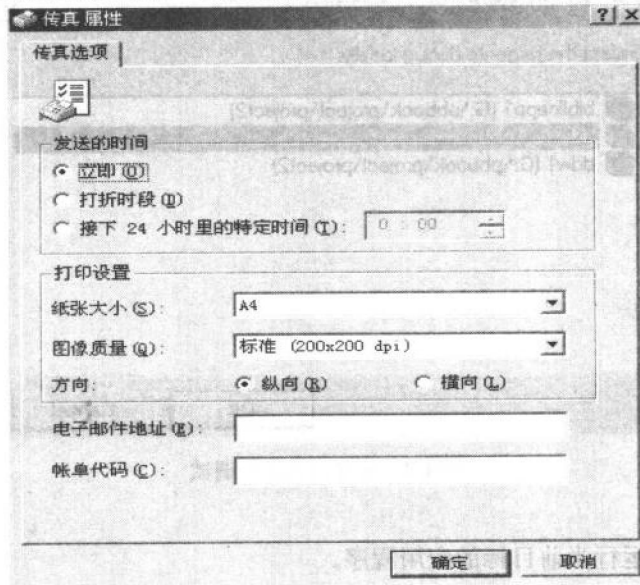 传真 属性
传真选项
发送的时间
立即(O)
打折时段(D)
接下 24 小时里的特定时间(T): 0 : 00
打印设置
纸张大小(S): A4
图像质量(Q): 标准 (200x200 dpi)
方向: 纵向(R) 横向(L)
电子邮件地址(E):
帐单代码(C):
确定 取消